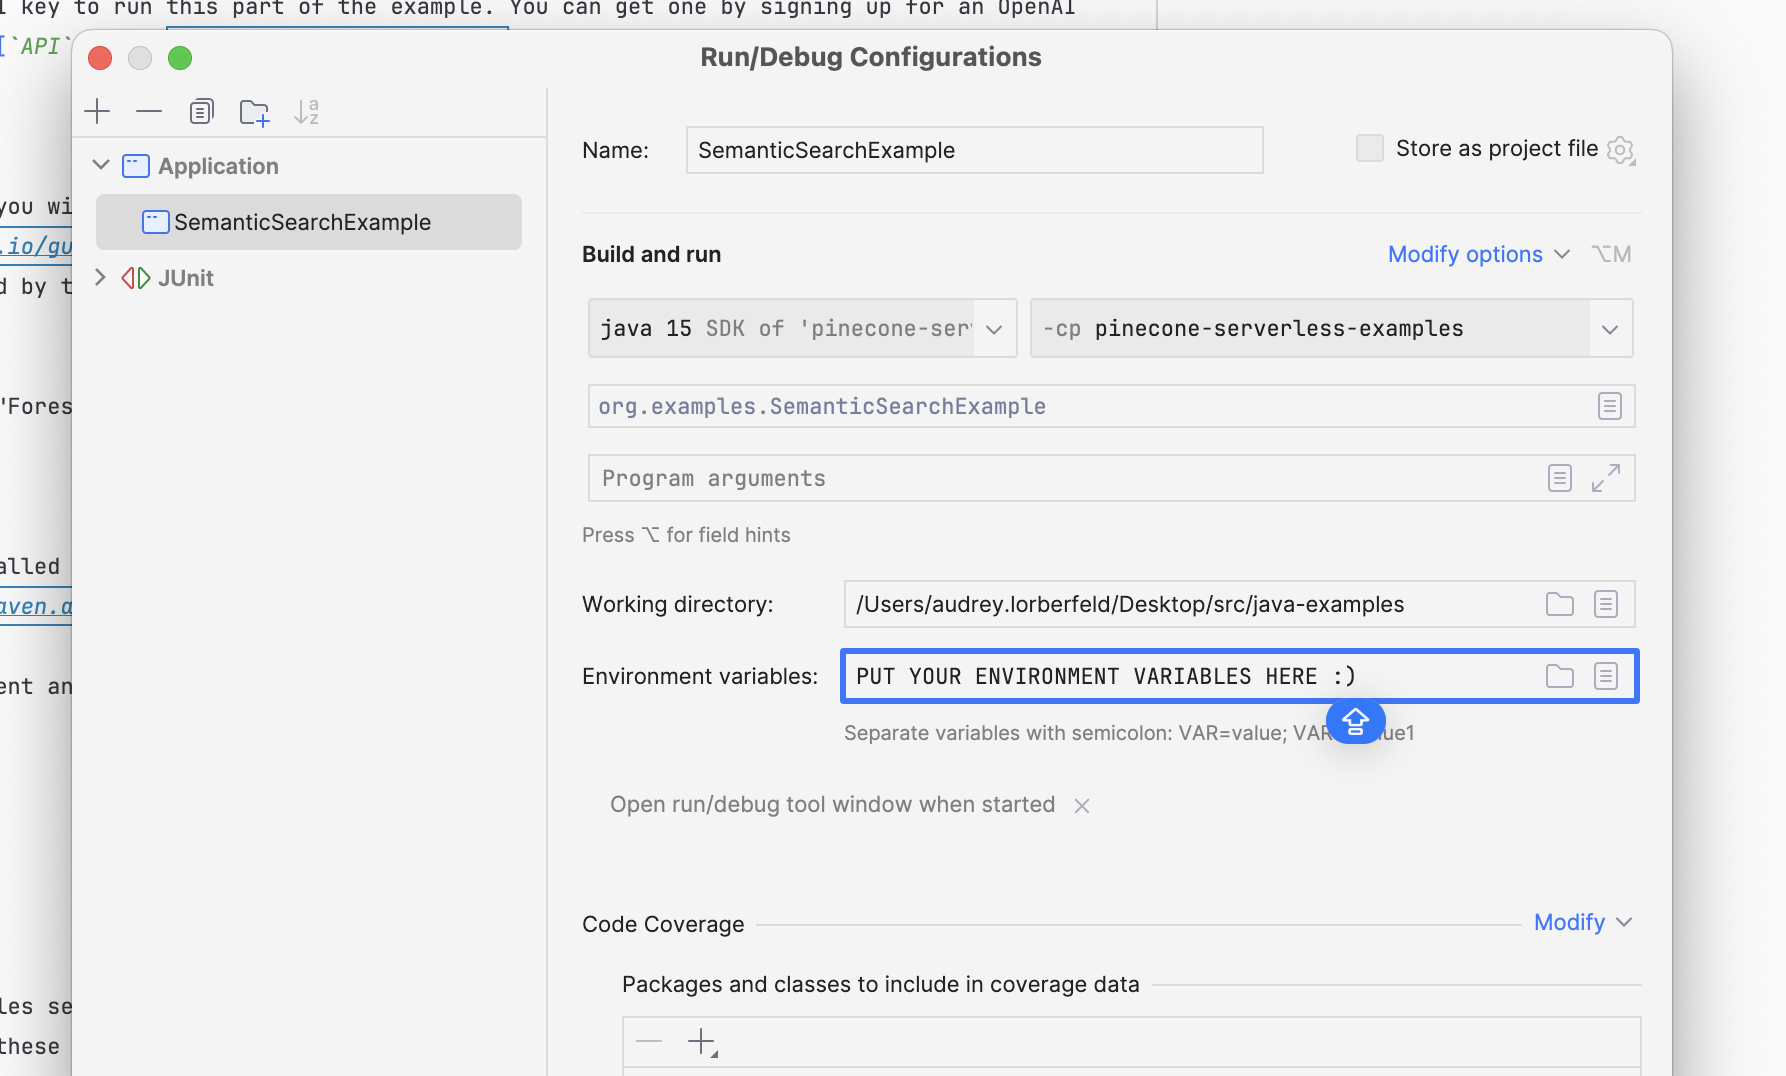 I key to run this part of the example. You can get one by signing up for an OpenAI
[`API`
Run/Debug Configurations
Application
SemanticSearchExample
JUnit
Name:
SemanticSearchExample
Store as project file
Build and run
Modify options
⌥M
java 15 SDK of 'pinecone-ser
-cp pinecone-serverless-examples
org.examples.SemanticSearchExample
Program arguments
Press ⌥ for field hints
Working directory:
/Users/audrey.lorberfeld/Desktop/src/java-examples
Environment variables:
PUT YOUR ENVIRONMENT VARIABLES HERE :)
Separate variables with semicolon: VAR=value; VAR ue1
Open run/debug tool window when started
Code Coverage
Modify
Packages and classes to include in coverage data
you wi
.io/gu
d by t
"Fores
alled
aven.a
ent an
les se
these